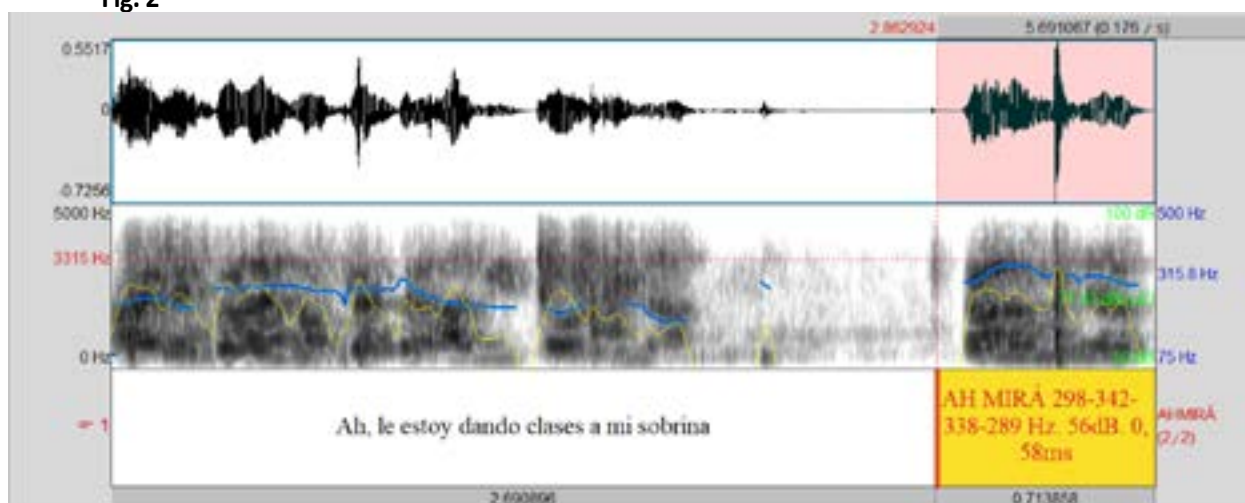 Fig. 2
2.862924
5.691067 (0.176 / s)
0.5517
0
-0.7256
5000 Hz
100 dB
500 Hz
3315 Hz
315.8 Hz
0 Hz
75 Hz
Ah, le estoy dando clases a mi sobrina
AH MIRÁ 298-342-
338-289 Hz. 56dB. 0,
58ms
1
AHMIRÁ
(2/2)
2.690896
0.713858